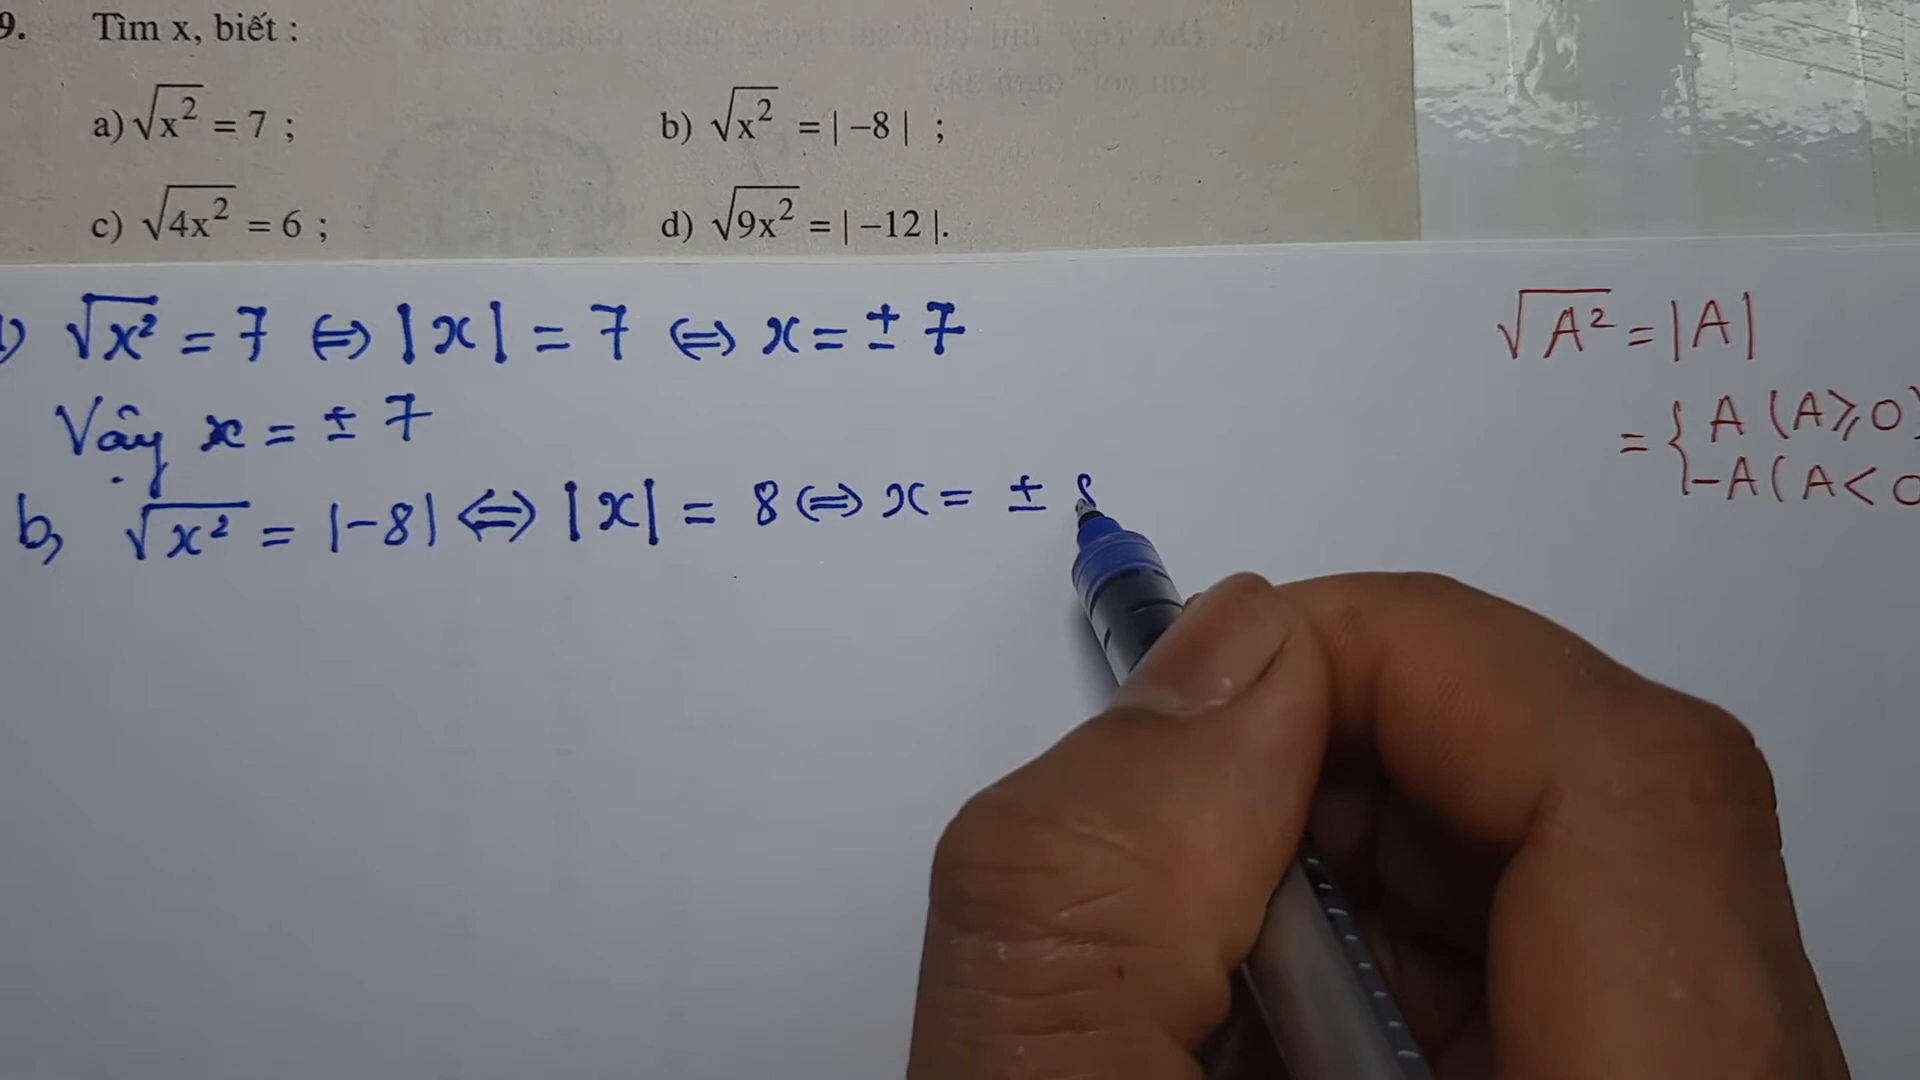 9. Tìm x, biết :
a) √x² = 7 ; b) √x² = | −8 | ;
c) √4x² = 6 ; d) √9x² = | −12 |.
√x² = 7 ⇔ |x| = 7 ⇔ x = ± 7
Vậy x = ± 7
b, √x² = |−8| ⇔ |x| = 8 ⇔ x = ± 8
√A² = |A|
= { A (A ≥ 0)
−A (A < 0